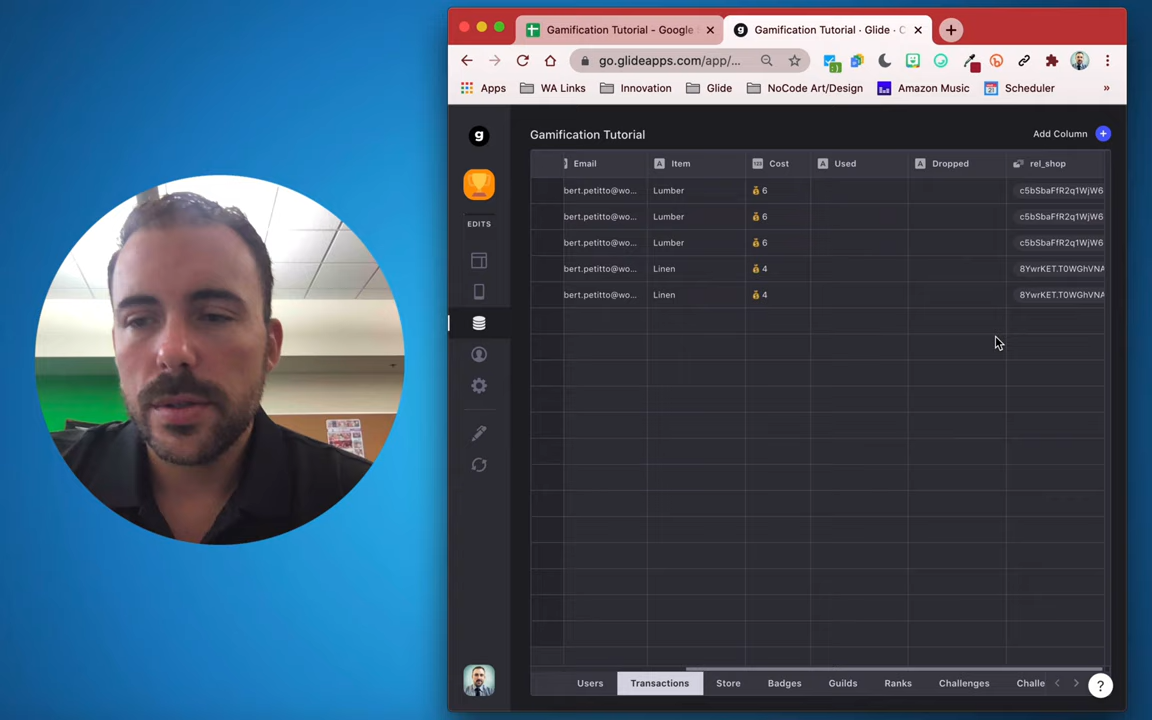 Gamification Tutorial - Google
Gamification Tutorial · Glide · C
go.glideapps.com/app/...
Apps WA Links Innovation Glide NoCode Art/Design Amazon Music Scheduler »
g
Gamification Tutorial Add Column
EDITS
Email Item Cost Used Dropped rel_shop
bert.petitto@wo... Lumber 6 c5bSbaFfR2q1WjW6
bert.petitto@wo... Lumber 6 c5bSbaFfR2q1WjW6
bert.petitto@wo... Lumber 6 c5bSbaFfR2q1WjW6
bert.petitto@wo... Linen 4 8YwrKET.T0WGhVNA
bert.petitto@wo... Linen 4 8YwrKET.T0WGhVNA
Users Transactions Store Badges Guilds Ranks Challenges Challe ?